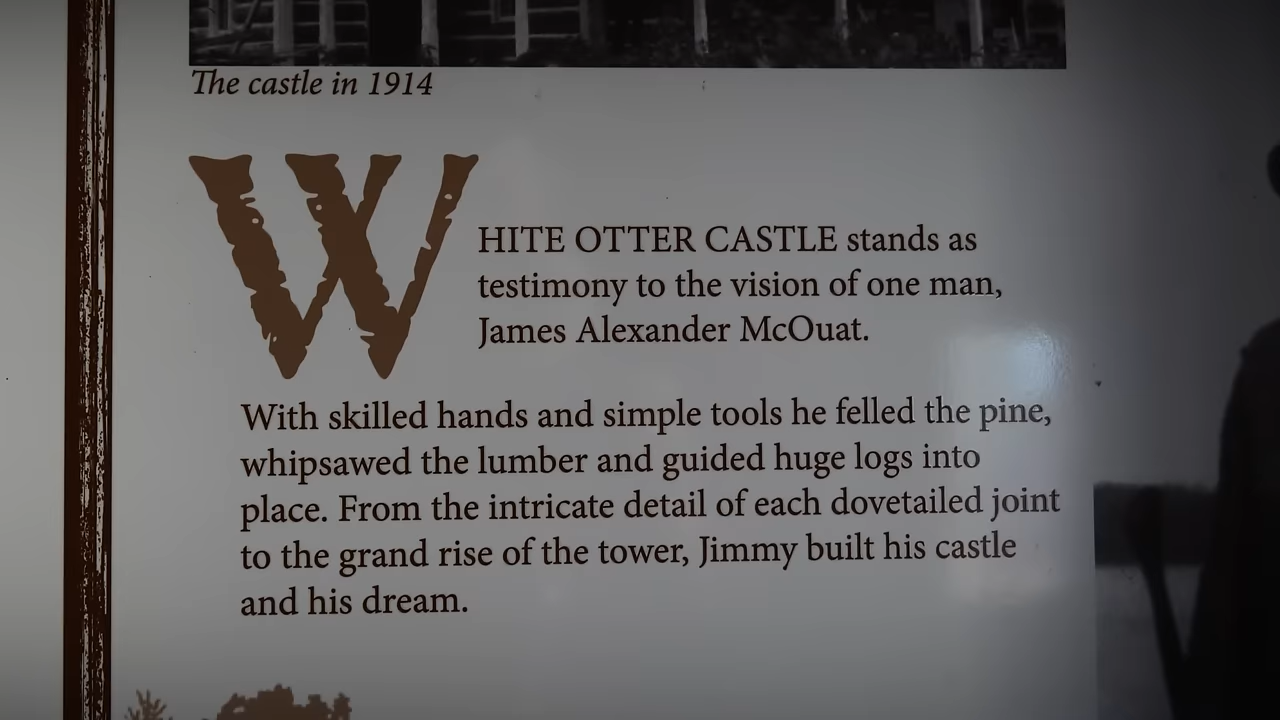 The castle in 1914
WHITE OTTER CASTLE stands as
testimony to the vision of one man,
James Alexander McOuat.
With skilled hands and simple tools he felled the pine,
whipsawed the lumber and guided huge logs into
place. From the intricate detail of each dovetailed joint
to the grand rise of the tower, Jimmy built his castle
and his dream.